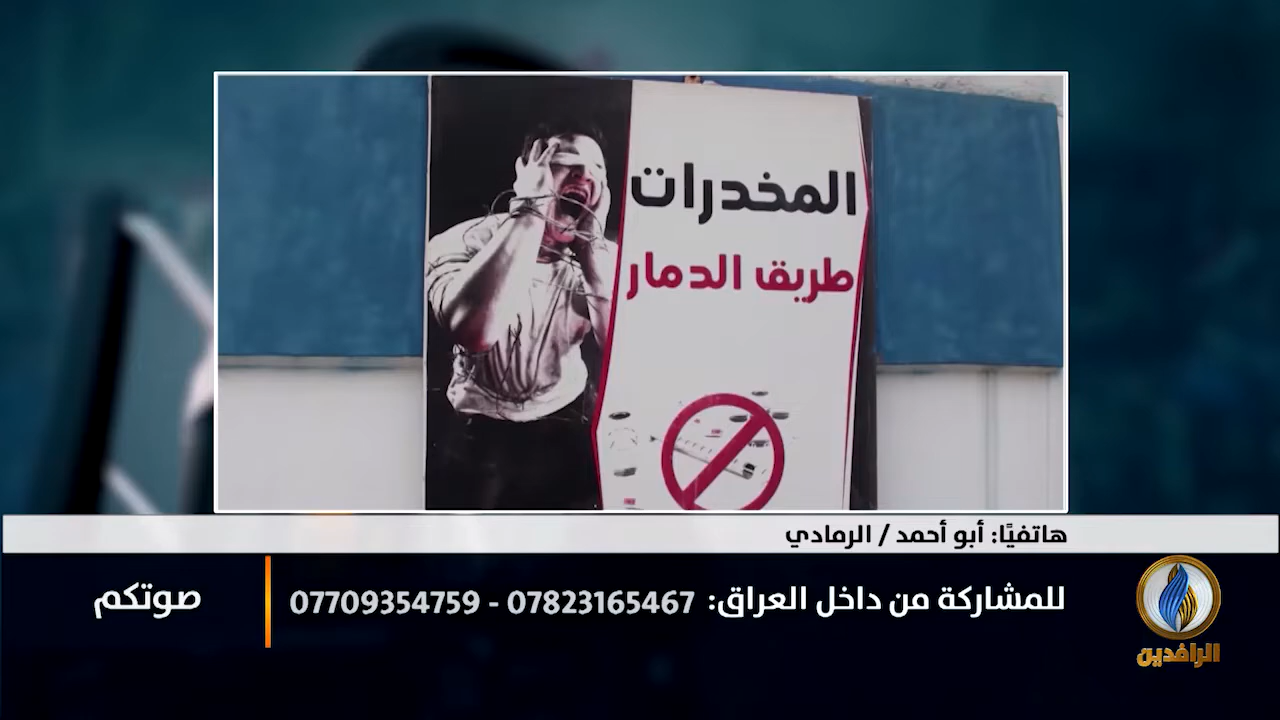 المخدرات
طريق الدمار
هاتفيًا: أبو أحمد / الرمادي
للمشاركة من داخل العراق: 07823165467 - 07709354759
صوتكم
الرافدين